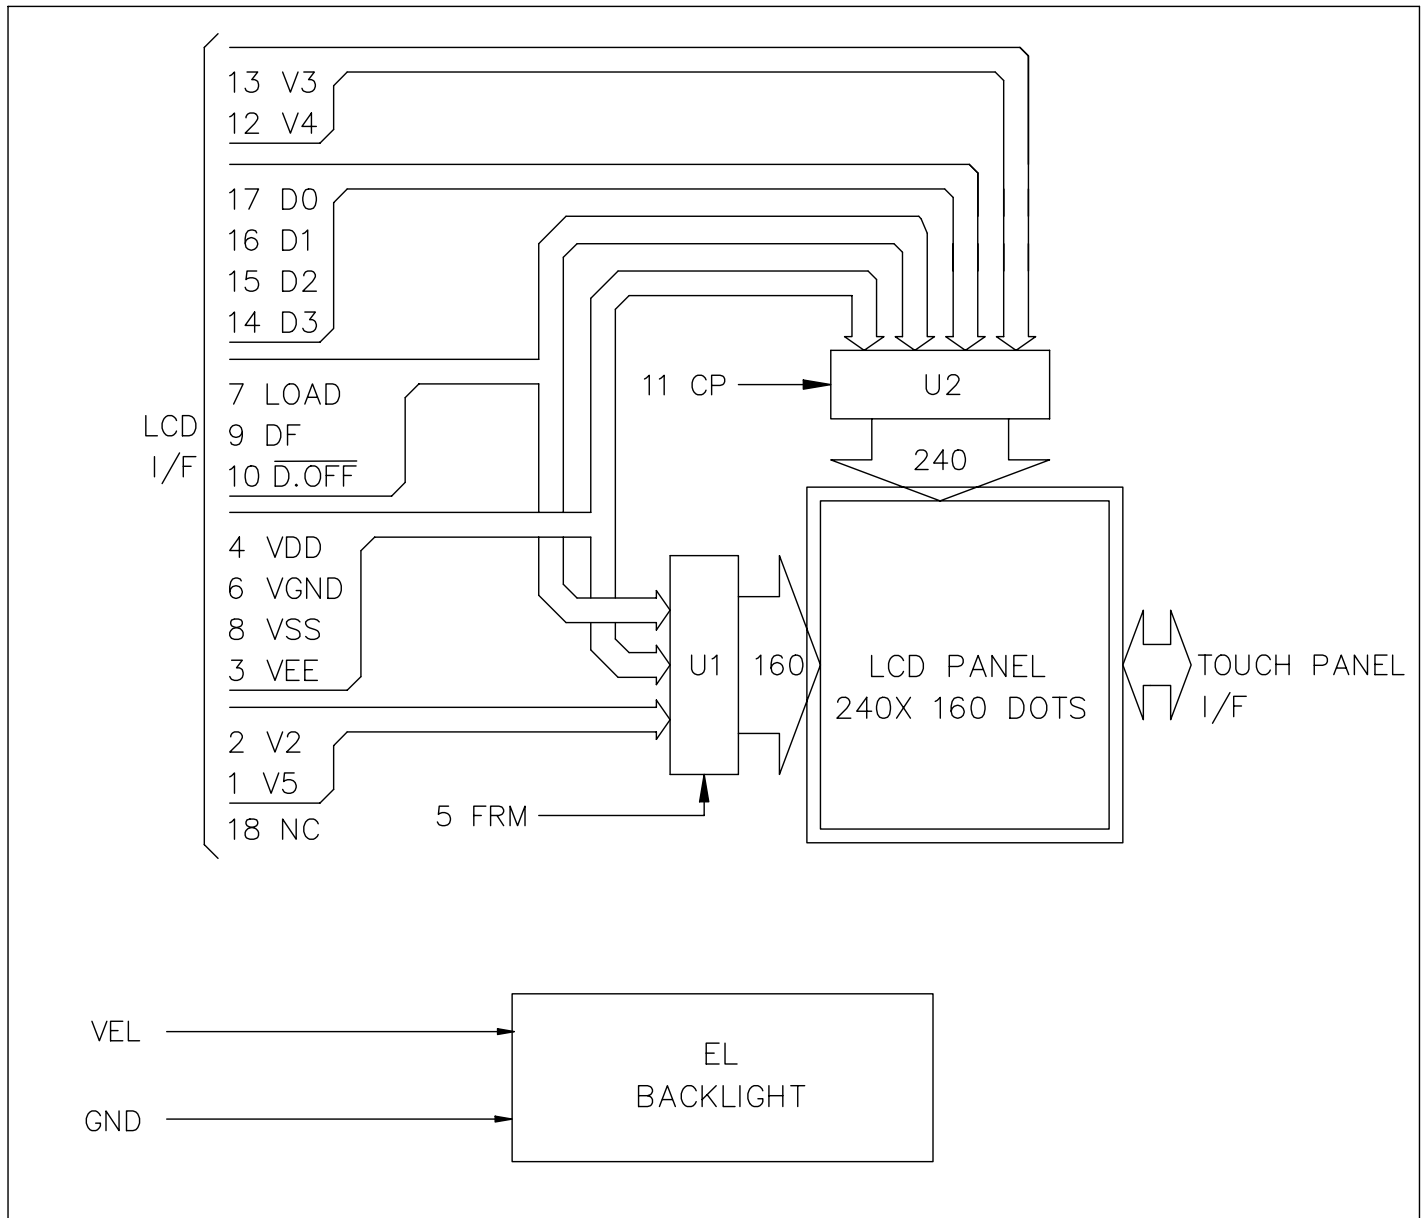 13 V3
12 V4
17 D0
16 D1
15 D2
14 D3
7 LOAD
9 DF
10 D.OFF
LCD
I/F
4 VDD
6 VGND
8 VSS
3 VEE
2 V2
1 V5
18 NC
11 CP
U2
240
U1
160
5 FRM
LCD PANEL
240X 160 DOTS
TOUCH PANEL
I/F
VEL
GND
EL
BACKLIGHT